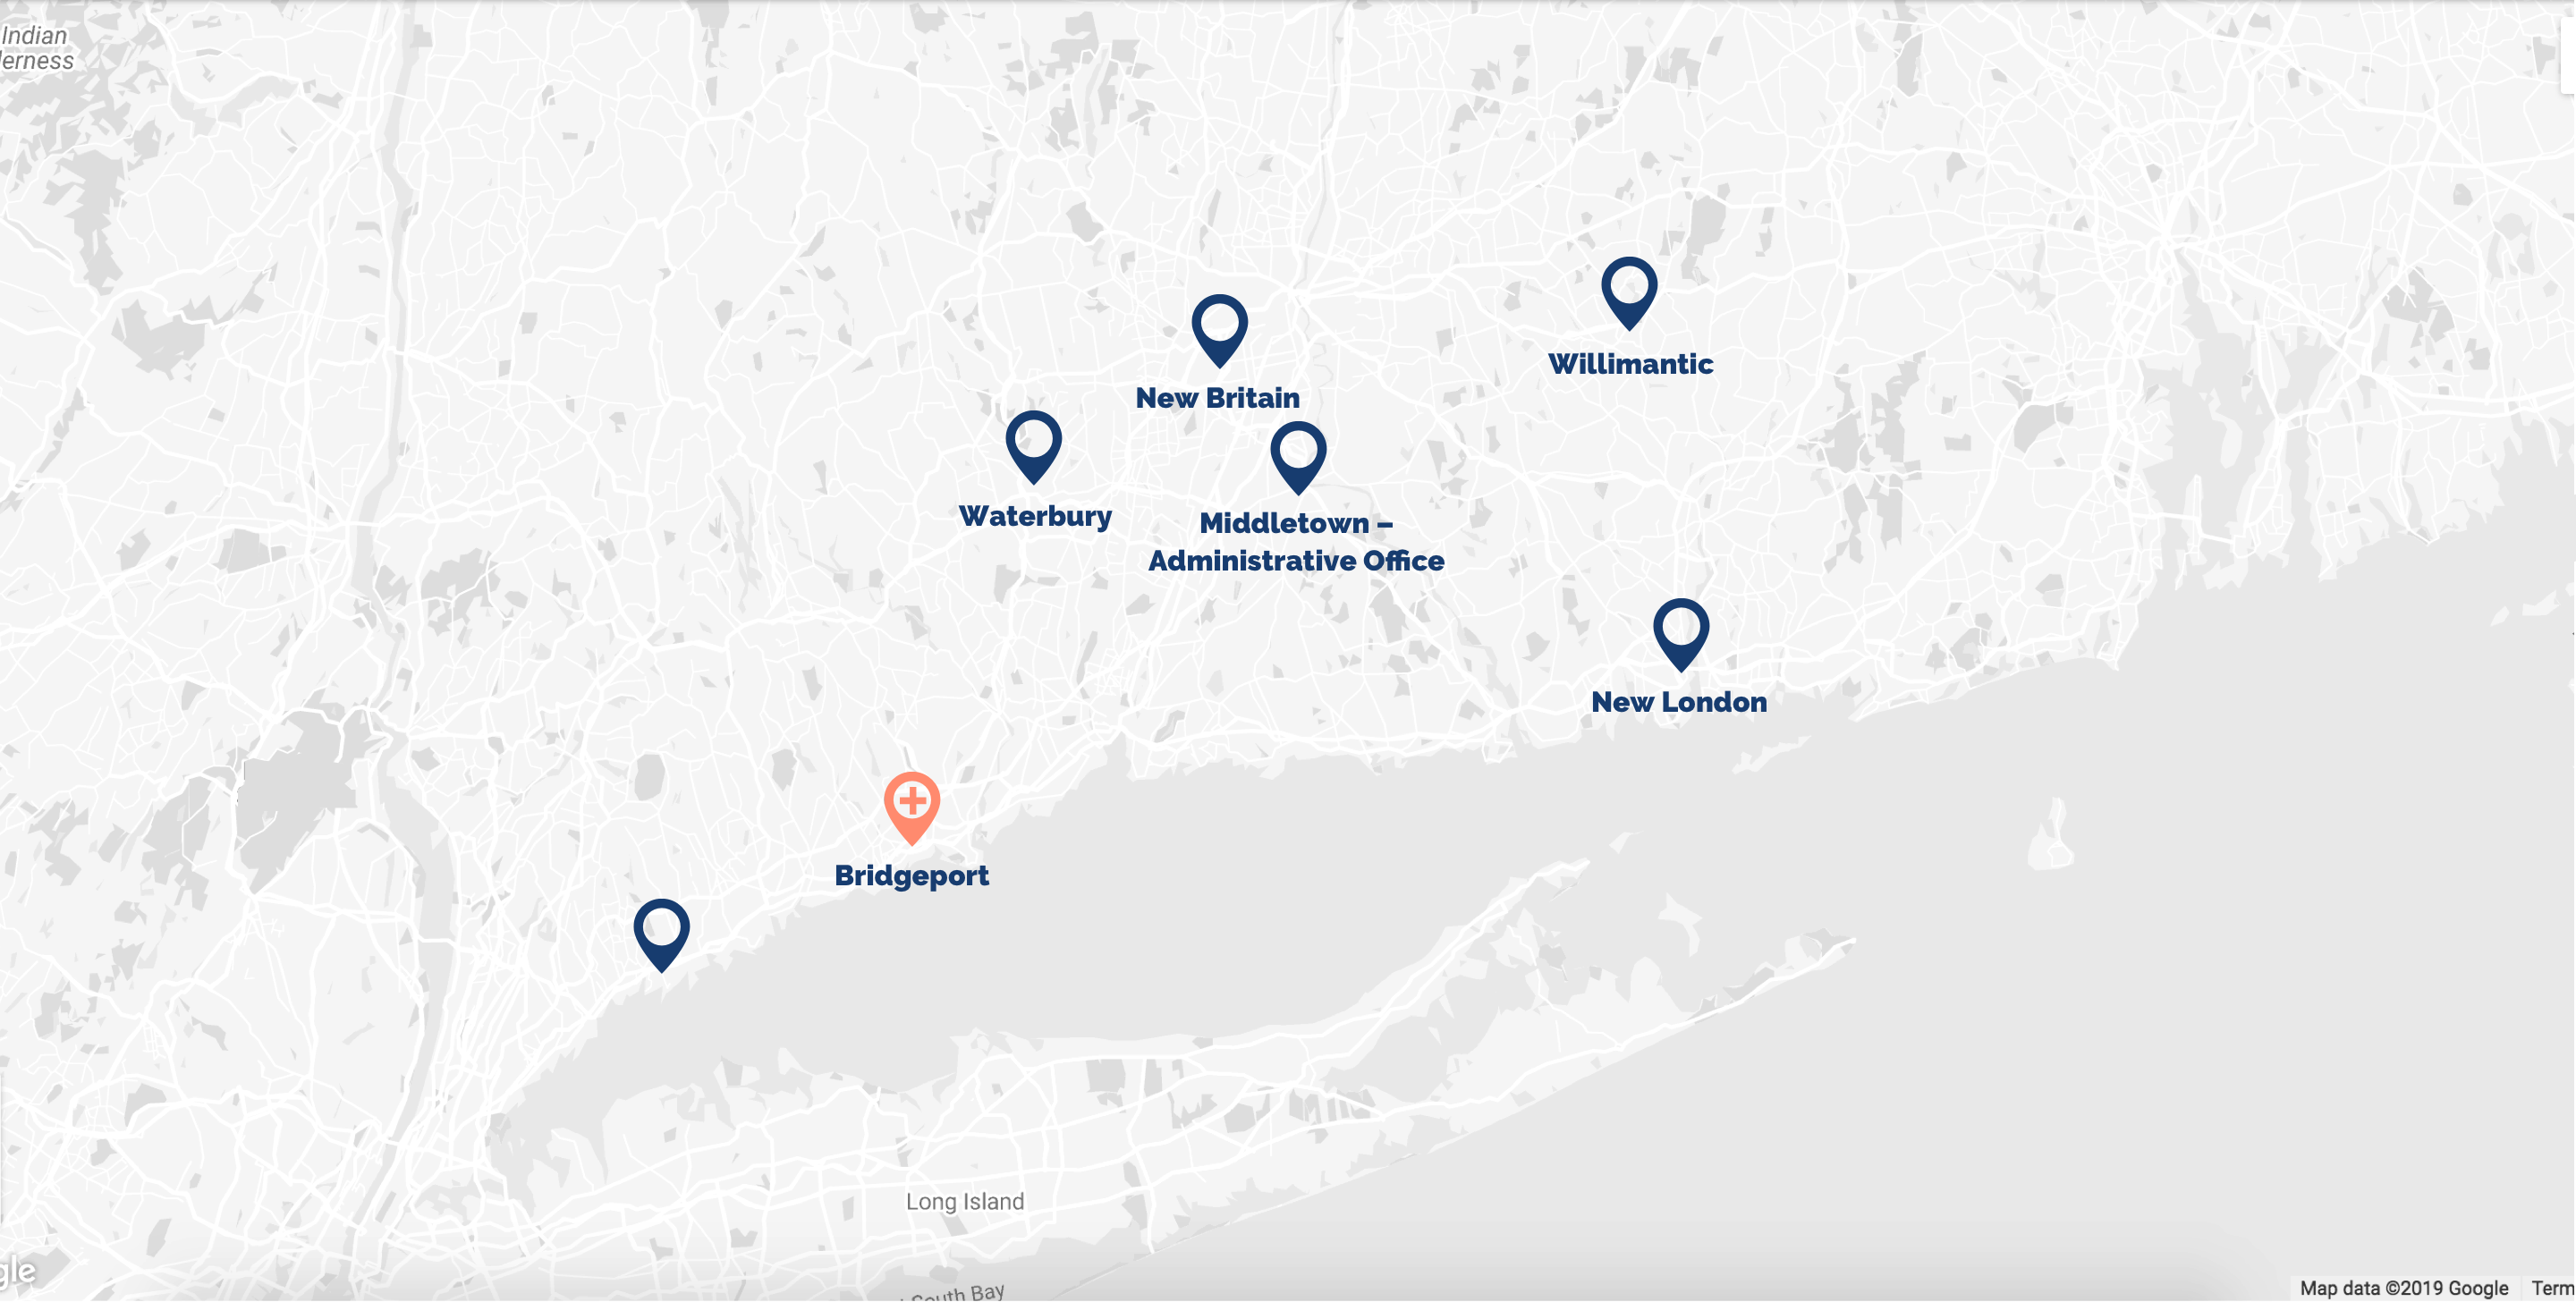 Indian
erness
Willimantic
New Britain
Waterbury
Middletown –
Administrative Office
New London
Bridgeport
Long Island
South Bay
gle
Map data ©2019 Google
Term